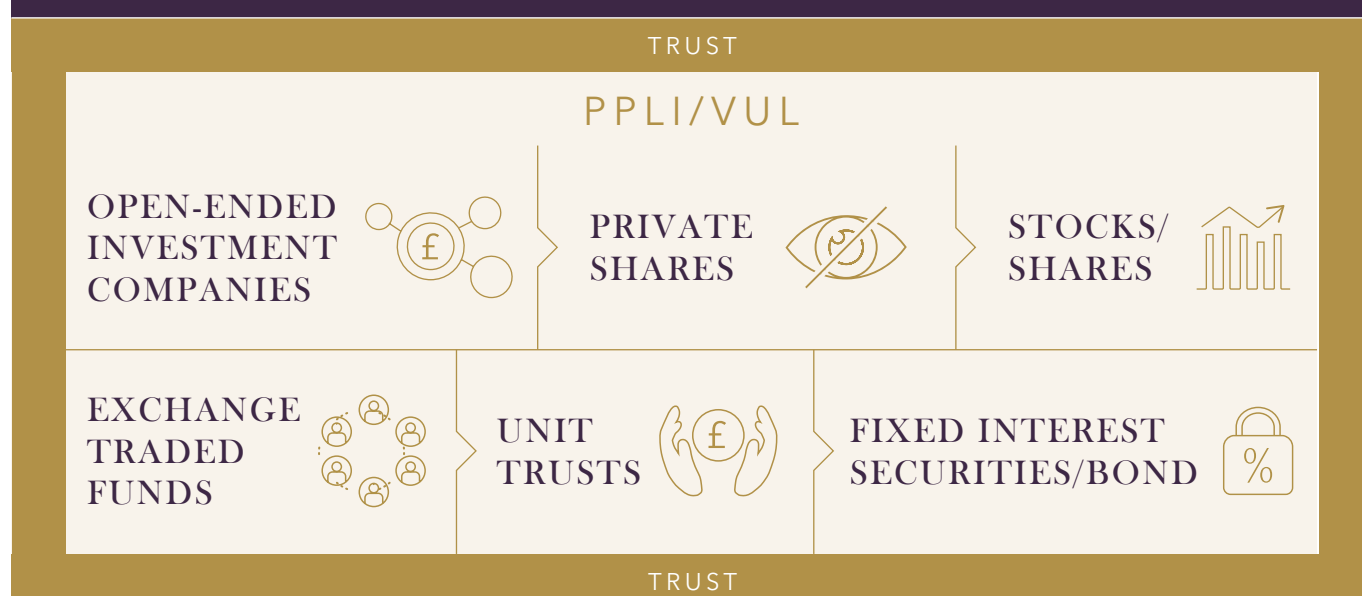 TRUST
PPLI/VUL
OPEN-ENDED
INVESTMENT
COMPANIES
£
PRIVATE
SHARES
STOCKS/
SHARES
EXCHANGE
TRADED
FUNDS
UNIT
TRUSTS
£
FIXED INTEREST
SECURITIES/BOND
%
TRUST